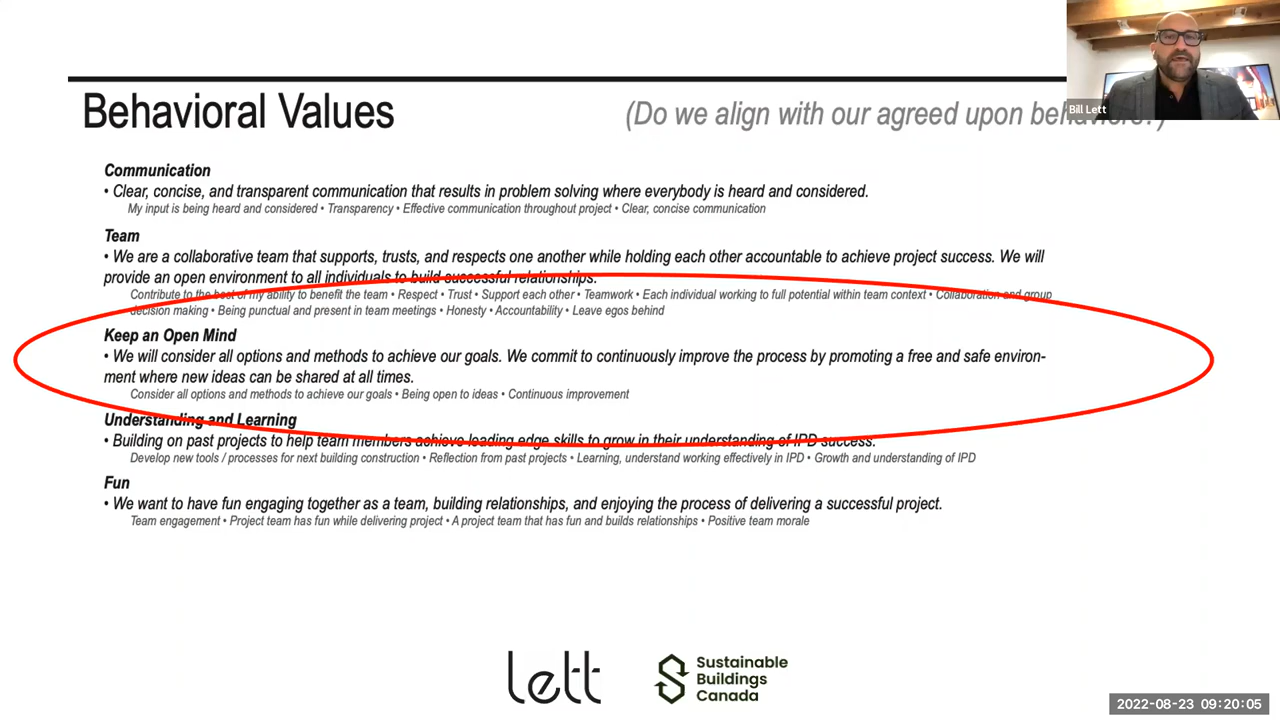 Bill Lett
Behavioral Values
(Do we align with our agreed upon
Communication
• Clear, concise, and transparent communication that results in problem solving where everybody is heard and considered.
My input is being heard and considered • Transparency • Effective communication throughout project • Clear, concise communication
Team
• We are a collaborative team that supports, trusts, and respects one another while holding each other accountable to achieve project success. We will
provide an open environment to all individuals to build successful relationships.
Contribute to the best of my ability to benefit the team • Respect • Trust • Support each other • Teamwork • Each individual working to full potential within team context • Collaboration and group
decision making • Being punctual and present in team meetings • Honesty • Accountability • Leave egos behind
Keep an Open Mind
• We will consider all options and methods to achieve our goals. We commit to continuously improve the process by promoting a free and safe environ-
ment where new ideas can be shared at all times.
Consider all options and methods to achieve our goals • Being open to ideas • Continuous improvement
Understanding and Learning
• Building on past projects to help team members achieve leading edge skills to grow in their understanding of IPD success.
Develop new tools / processes for next building construction • Reflection from past projects • Learning, understand working effectively in IPD • Growth and understanding of IPD
Fun
• We want to have fun engaging together as a team, building relationships, and enjoying the process of delivering a successful project.
Team engagement • Project team has fun while delivering project • A project team that has fun and builds relationships • Positive team morale
lett
Sustainable
Buildings
Canada
2022-08-23 09:20:05